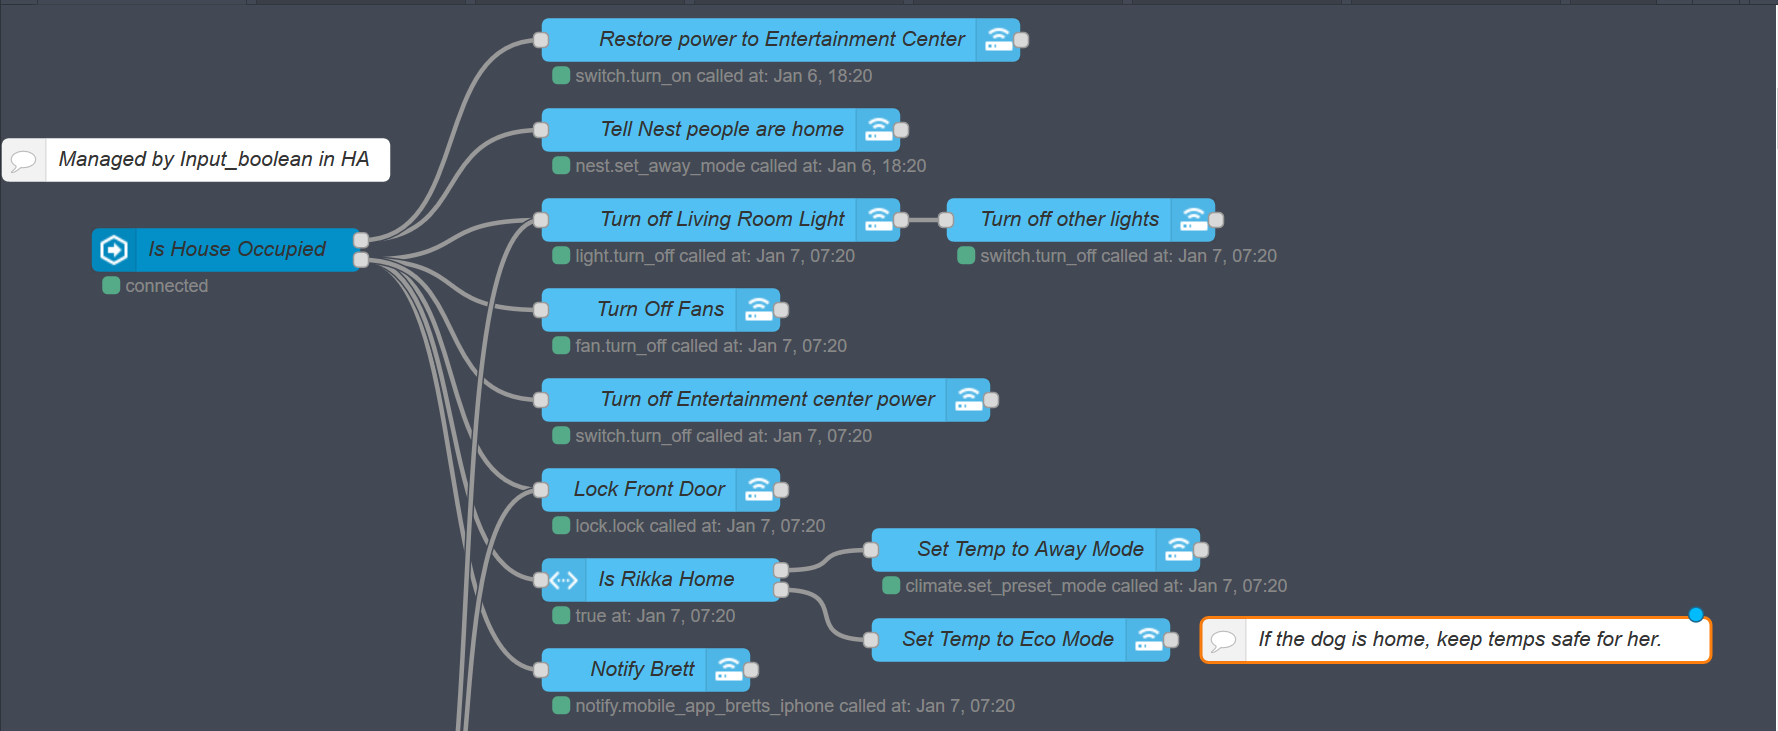 Restore power to Entertainment Center
switch.turn_on called at: Jan 6, 18:20
Tell Nest people are home
nest.set_away_mode called at: Jan 6, 18:20
Managed by Input_boolean in HA
Turn off Living Room Light
Turn off other lights
light.turn_off called at: Jan 7, 07:20
switch.turn_off called at: Jan 7, 07:20
Is House Occupied
connected
Turn Off Fans
fan.turn_off called at: Jan 7, 07:20
Turn off Entertainment center power
switch.turn_off called at: Jan 7, 07:20
Lock Front Door
lock.lock called at: Jan 7, 07:20
Is Rikka Home
true at: Jan 7, 07:20
Set Temp to Away Mode
climate.set_preset_mode called at: Jan 7, 07:20
Set Temp to Eco Mode
If the dog is home, keep temps safe for her.
Notify Brett
notify.mobile_app_bretts_iphone called at: Jan 7, 07:20